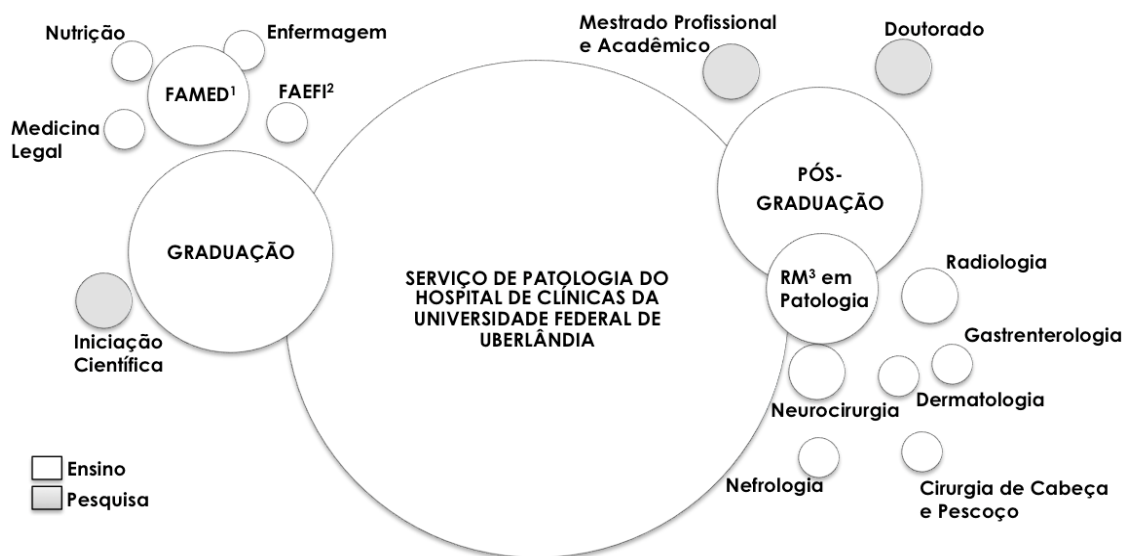 Nutrição
Enfermagem
FAMED¹
FAEFI²
Medicina
Legal
GRADUAÇÃO
Iniciação
Científica
SERVIÇO DE PATOLOGIA DO
HOSPITAL DE CLÍNICAS DA
UNIVERSIDADE FEDERAL DE
UBERLÂNDIA
Mestrado Profissional
e Acadêmico
Doutorado
PÓS-
GRADUAÇÃO
RM³ em
Patologia
Radiologia
Gastrenterologia
Dermatologia
Neurocirurgia
Nefrologia
Cirurgia de Cabeça
e Pescoço
Ensino
Pesquisa